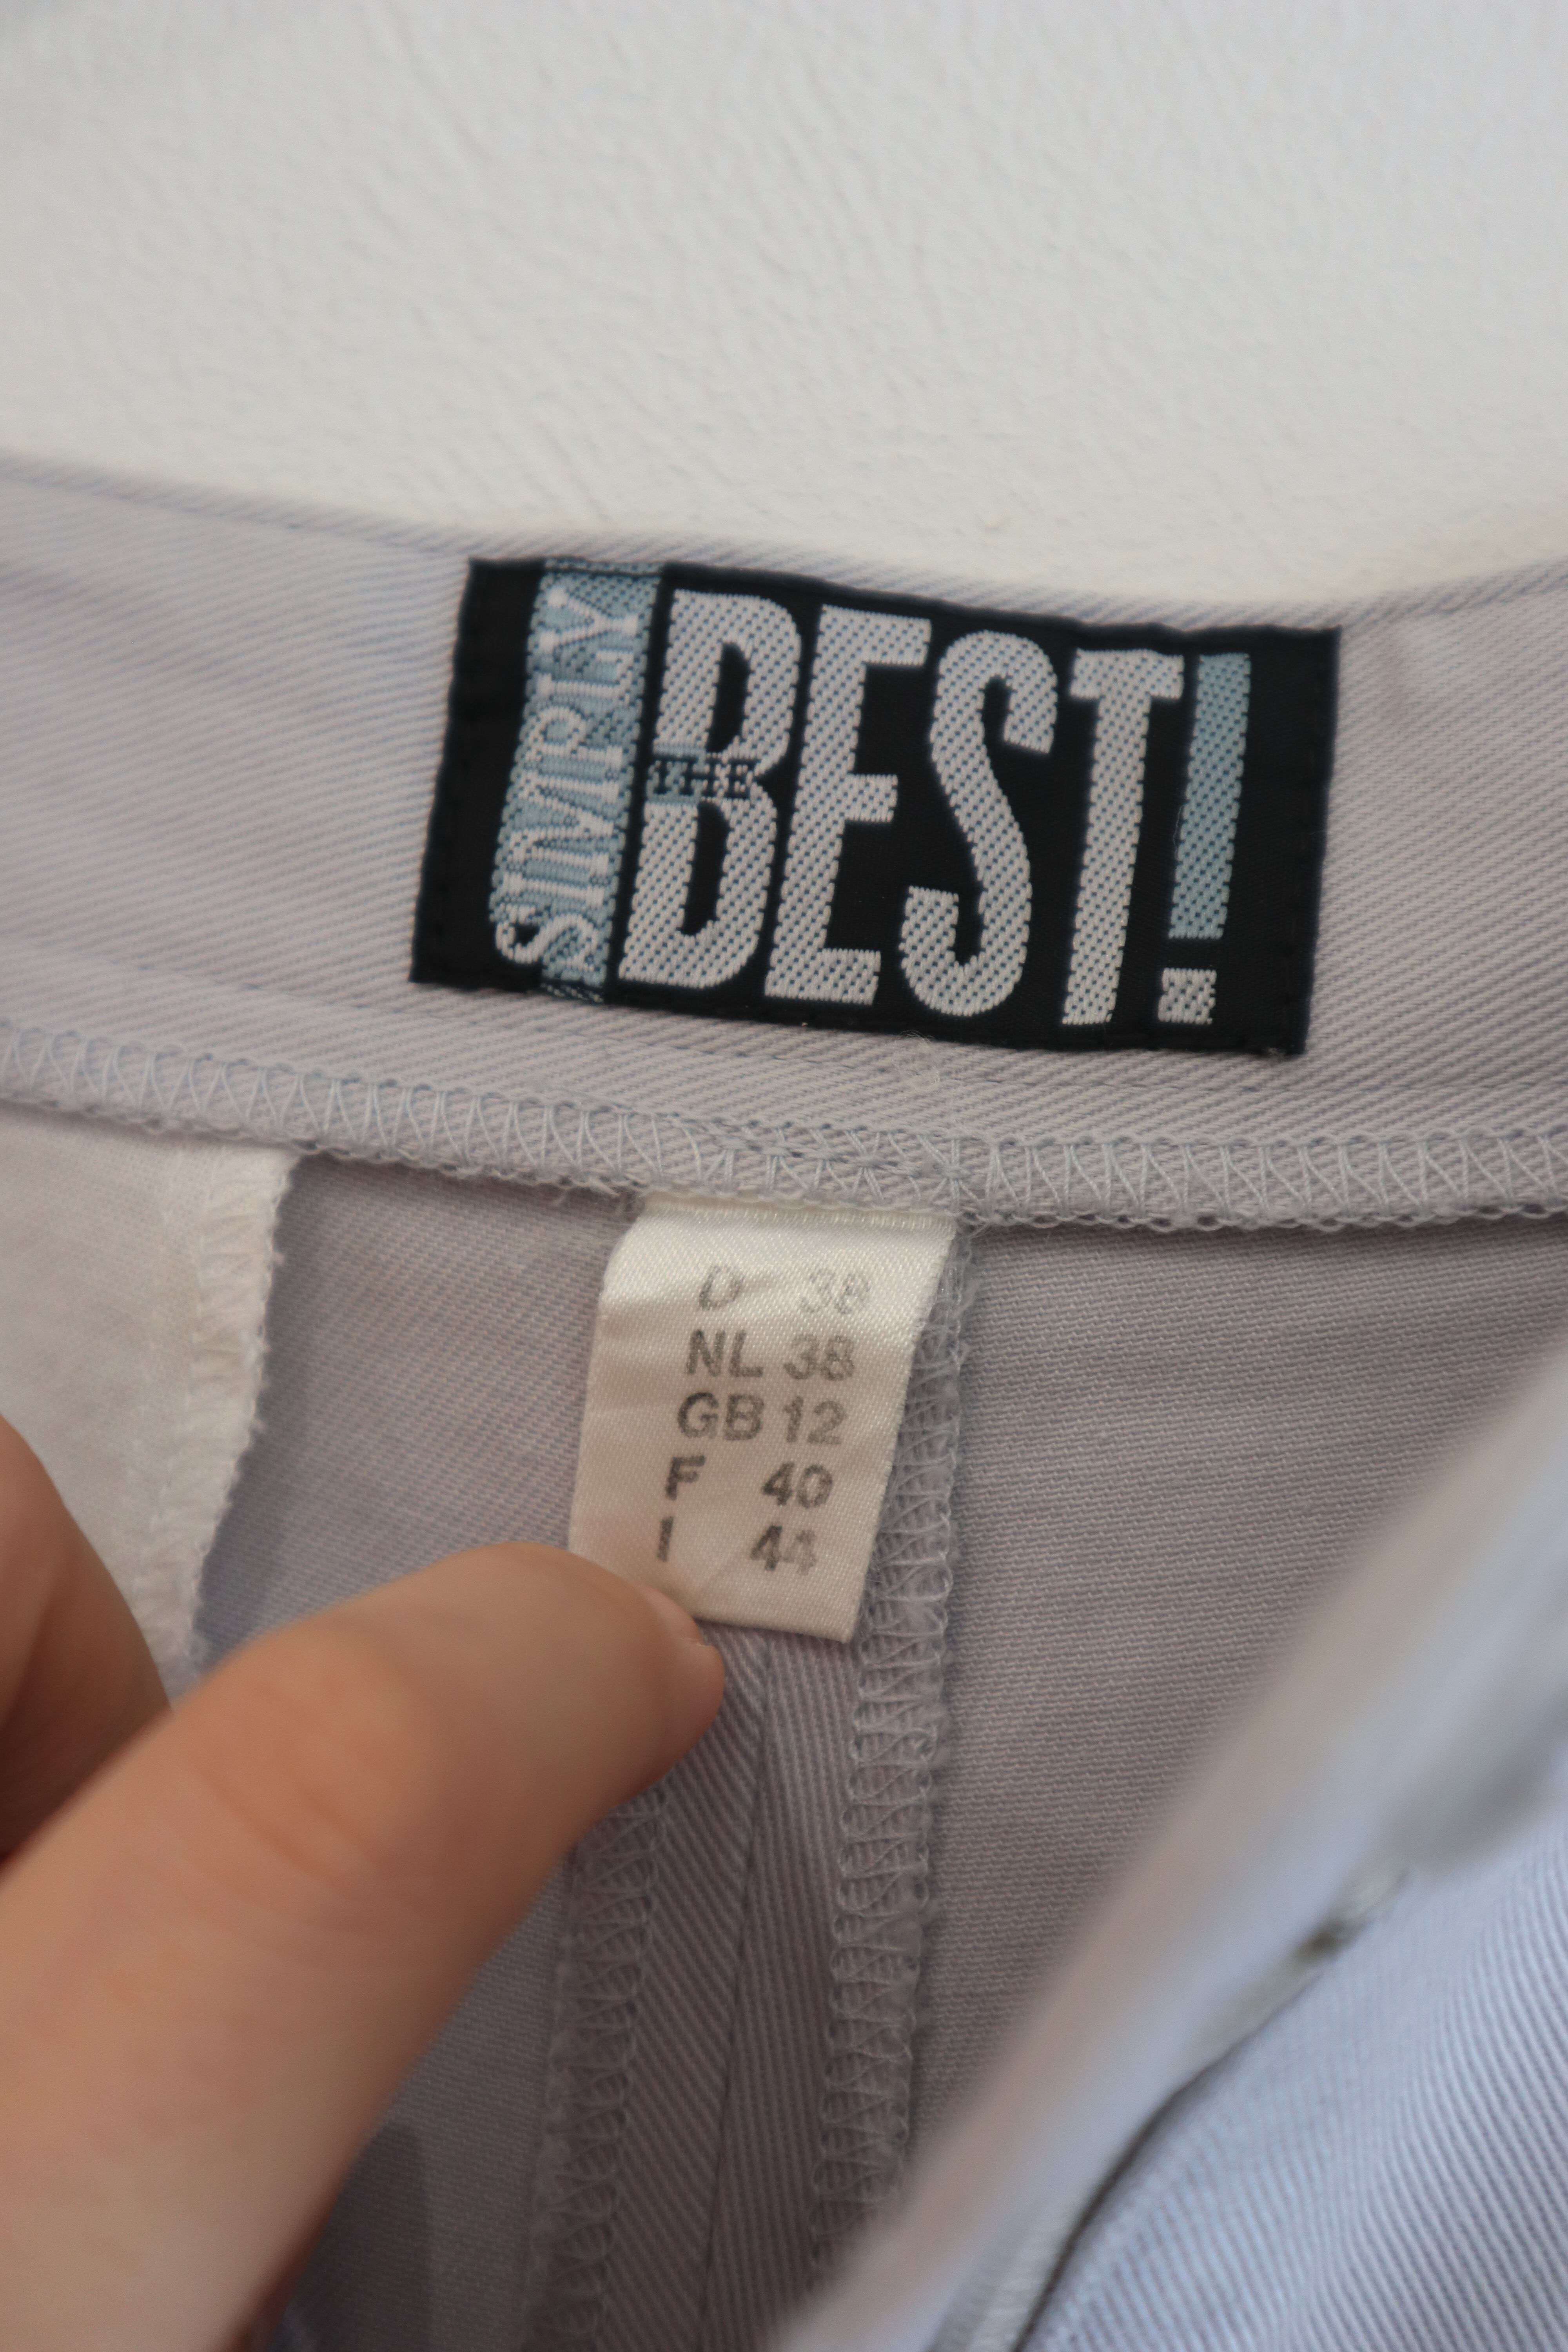 SIMPLY
THE
BEST!
D 38
NL 38
GB 12
F 40
I 44